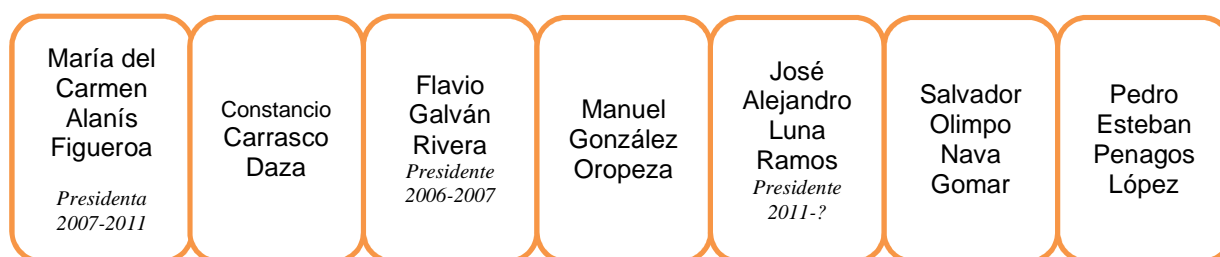 María del
Carmen
Alanís
Figueroa
Presidenta
2007-2011
Constancio
Carrasco
Daza
Flavio
Galván
Rivera
Presidente
2006-2007
Manuel
González
Oropeza
José
Alejandro
Luna
Ramos
Presidente
2011-?
Salvador
Olimpo
Nava
Gomar
Pedro
Esteban
Penagos
López